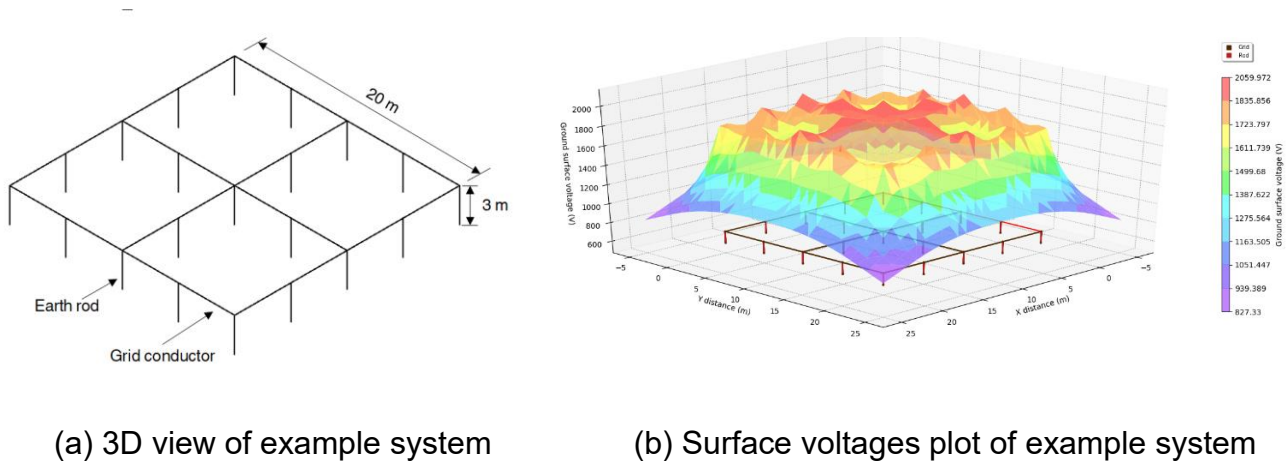 20 m
3 m
Earth rod
Grid conductor
(a) 3D view of example system
Grid
Rod
2059.972
1835.856
1723.797
1611.739
1499.68
1387.622
1275.564
1163.505
1051.447
939.389
827.33
Ground surface voltage (V)
Ground surface voltage (V)
2000
1800
1600
1400
1200
1000
800
600
−5
0
5
10
15
20
25
Y distance (m)
25
20
15
10
5
0
−5
X distance (m)
(b) Surface voltages plot of example system